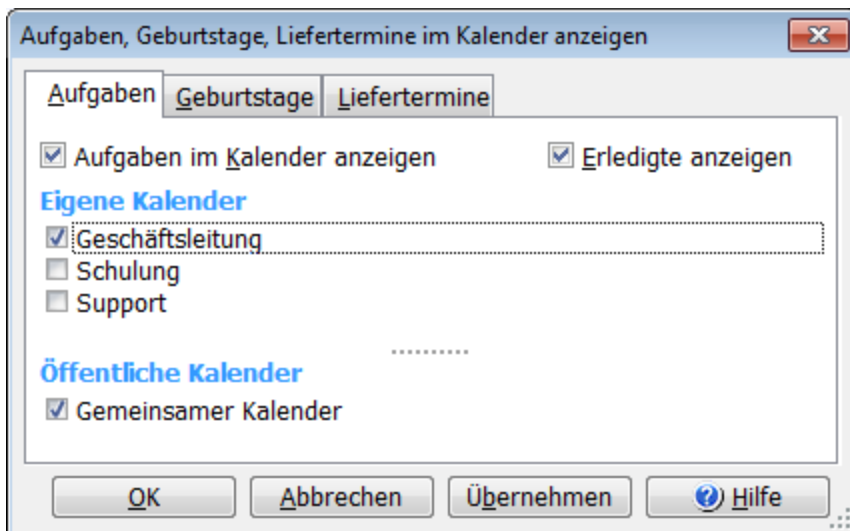 Aufgaben, Geburtstage, Liefertermine im Kalender anzeigen
Aufgaben Geburtstage Liefertermine
Aufgaben im Kalender anzeigen Erledigte anzeigen
Eigene Kalender
Geschäftsleitung
Schulung
Support
Öffentliche Kalender
Gemeinsamer Kalender
OK Abbrechen Übernehmen Hilfe